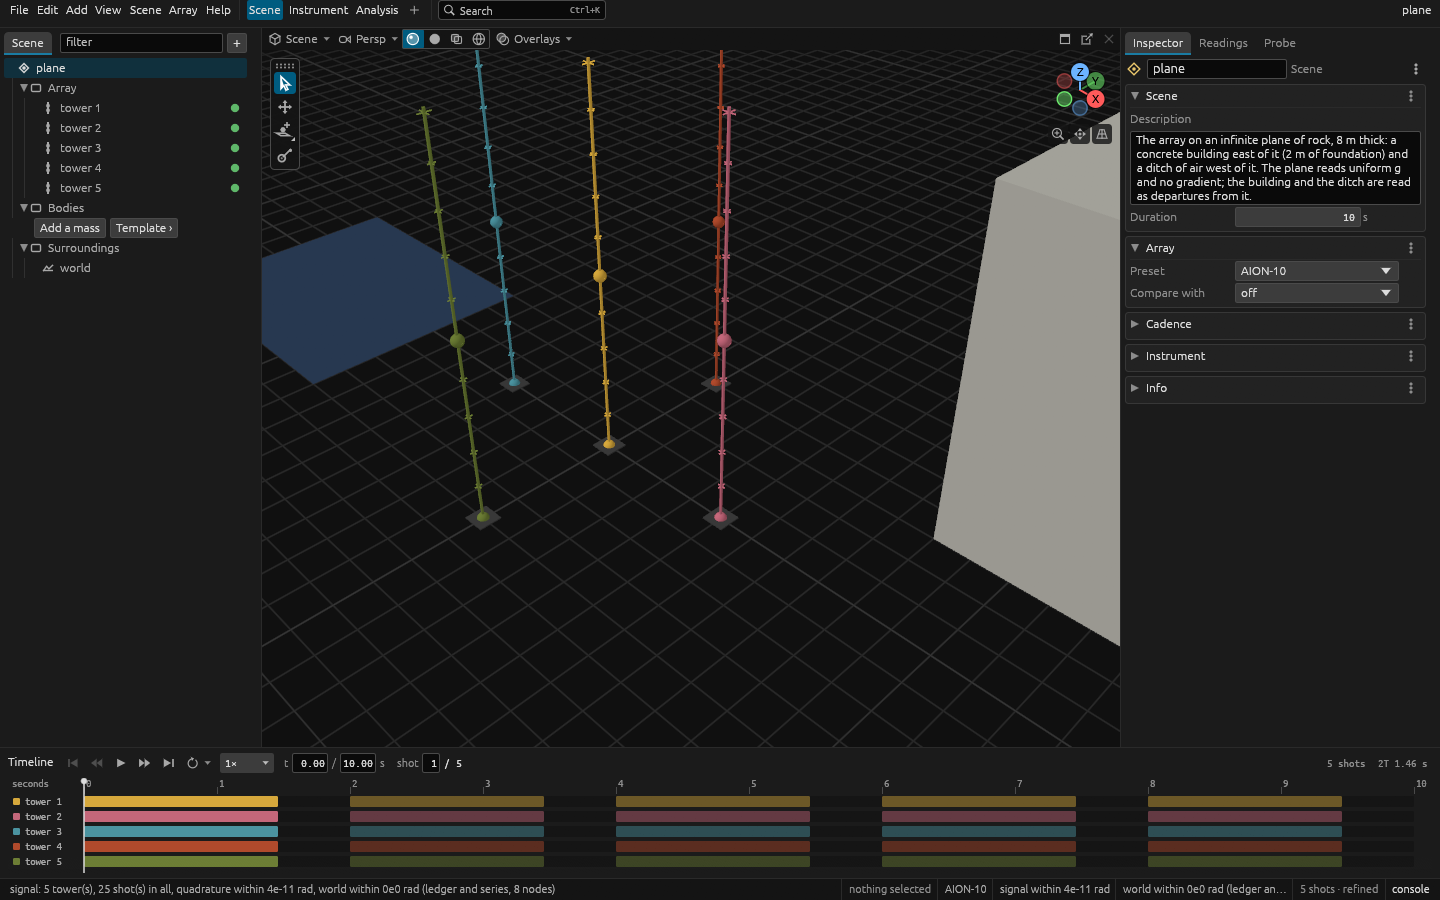 File Edit Add View Scene Array Help Scene Instrument Analysis + Search Ctrl+K plane
Scene filter +
plane
Array
tower 1
tower 2
tower 3
tower 4
tower 5
Bodies
Add a mass Template ›
Surroundings
world
Scene Persp Overlays
Z
Y
X
Inspector Readings Probe
plane Scene
Scene
Description
The array on an infinite plane of rock, 8 m thick: a
concrete building east of it (2 m of foundation) and
a ditch of air west of it. The plane reads uniform g
and no gradient; the building and the ditch are read
as departures from it.
Duration 10 s
Array
Preset AION-10
Compare with off
Cadence
Instrument
Info
Timeline 1× t 0.00 / 10.00 s shot 1 / 5 5 shots 2T 1.46 s
seconds 0 1 2 3 4 5 6 7 8 9 10
tower 1
tower 2
tower 3
tower 4
tower 5
signal: 5 tower(s), 25 shot(s) in all, quadrature within 4e-11 rad, world within 0e0 rad (ledger and series, 8 nodes) nothing selected AION-10 signal within 4e-11 rad world within 0e0 rad (ledger an... 5 shots · refined console